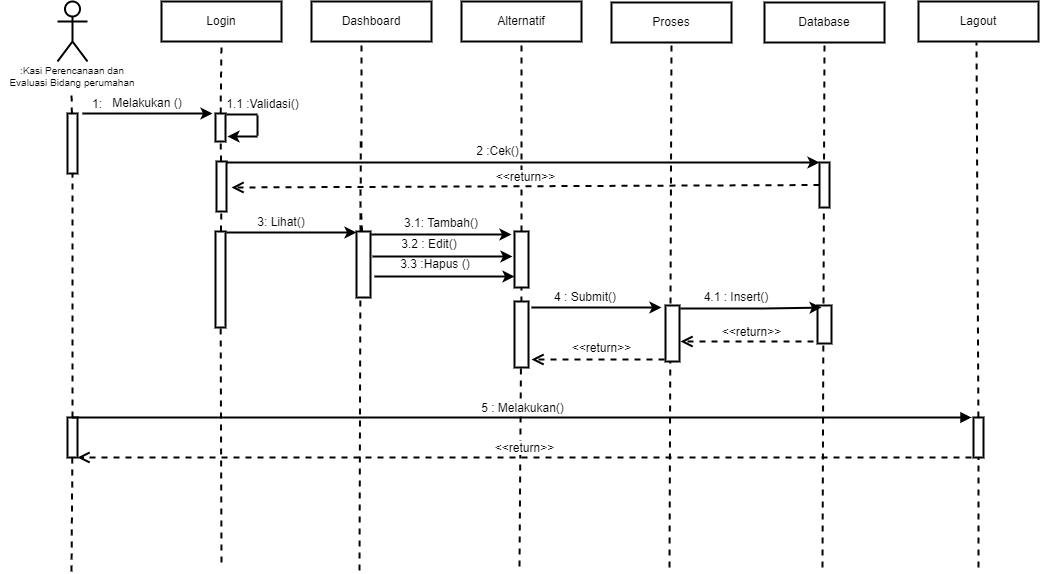 Login
Dashboard
Alternatif
Proses
Database
Lagout
:Kasi Perencanaan dan
Evaluasi Bidang perumahan
1: Melakukan ()
1.1 :Validasi()
2 :Cek()
<<return>>
3: Lihat()
3.1: Tambah()
3.2 : Edit()
3.3 :Hapus ()
4 : Submit()
4.1 : Insert()
<<return>>
<<return>>
5 : Melakukan()
<<return>>